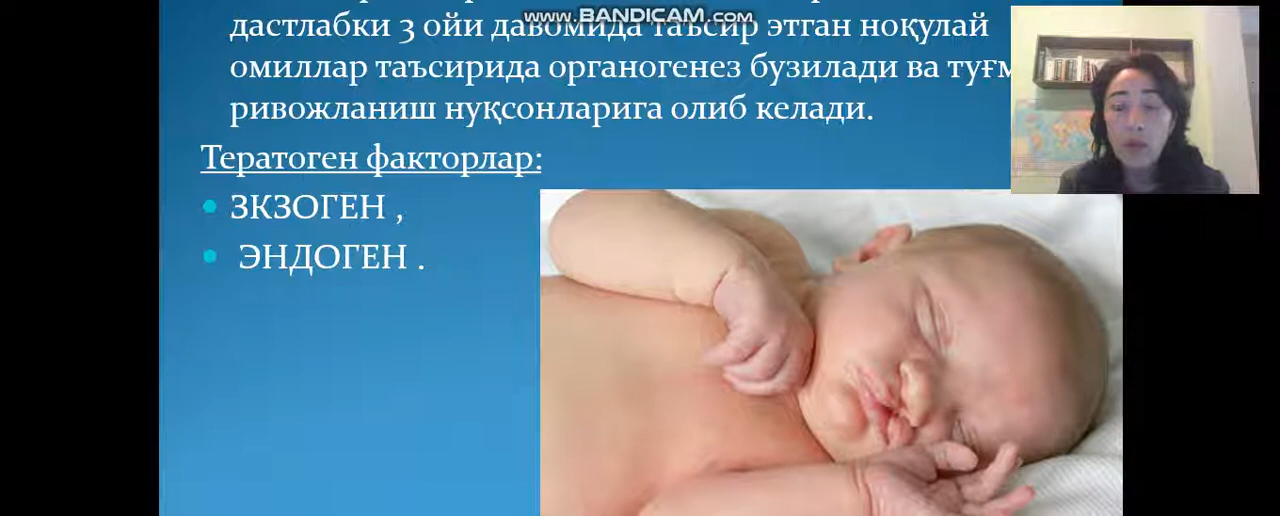 www.BANDICAM.com
дастлабки 3 ойи давомида таъсир этган ноқулай
омиллар таъсирида органогенез бузилади ва
ривожланиш нуқсонларига олиб келади.
Тератоген факторлар:
ЗКЗОГЕН ,
ЭНДОГЕН .